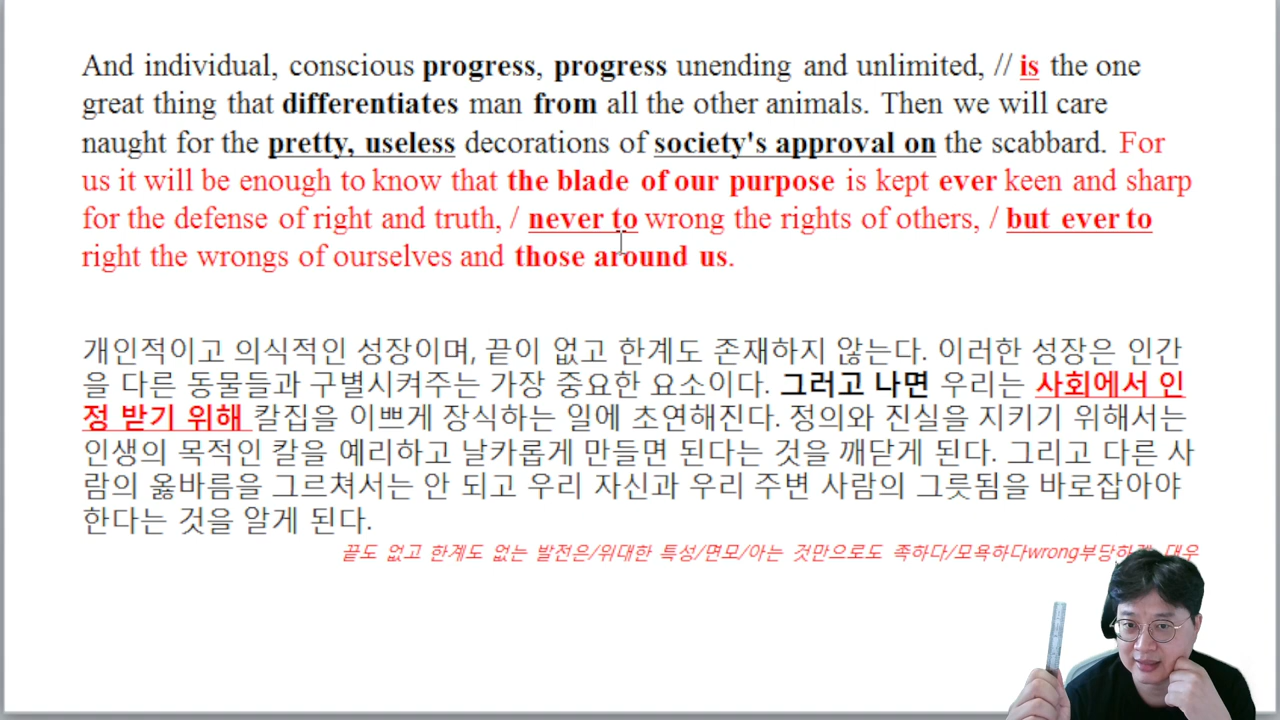 And individual, conscious progress, progress unending and unlimited, // is the one
great thing that differentiates man from all the other animals. Then we will care
naught for the pretty, useless decorations of society's approval on the scabbard. For
us it will be enough to know that the blade of our purpose is kept ever keen and sharp
for the defense of right and truth, / never to wrong the rights of others, / but ever to
right the wrongs of ourselves and those around us.
개인적이고 의식적인 성장이며, 끝이 없고 한계도 존재하지 않는다. 이러한 성장은 인간
을 다른 동물들과 구별시켜주는 가장 중요한 요소이다. 그러고 나면 우리는 사회에서 인
정 받기 위해 칼집을 이쁘게 장식하는 일에 초연해진다. 정의와 진실을 지키기 위해서는
인생의 목적인 칼을 예리하고 날카롭게 만들면 된다는 것을 깨닫게 된다. 그리고 다른 사
람의 옳바름을 그르쳐서는 안 되고 우리 자신과 우리 주변 사람의 그릇됨을 바로잡아야
한다는 것을 알게 된다.
끝도 없고 한계도 없는 발전은/위대한 특성/면모/아는 것만으로도 족하다/모욕하다wrong부당하게 대우